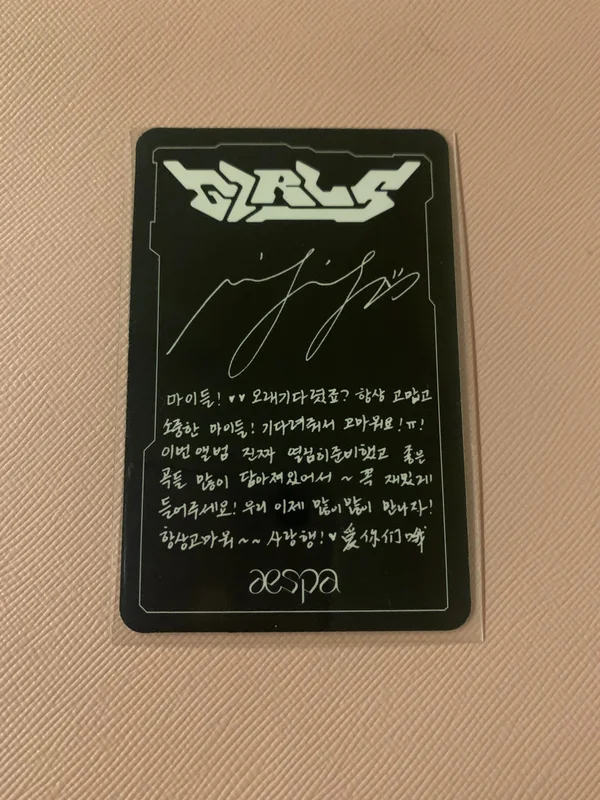 GIRLS
마이들! ♥♥ 오래기다렸죠? 항상 고맙고
소중한 마이들! 기다려줘서 고마워요!ㅠ!
이번앨범 진짜 열심히준비했고 좋은
곡들 많이 담아져있어서 ~ 꼭 재밌게
들어주세요! 우리 이제 많이많이 만나자!
항상고마워~~ 사랑행!♥ 爱你们哦
aespa